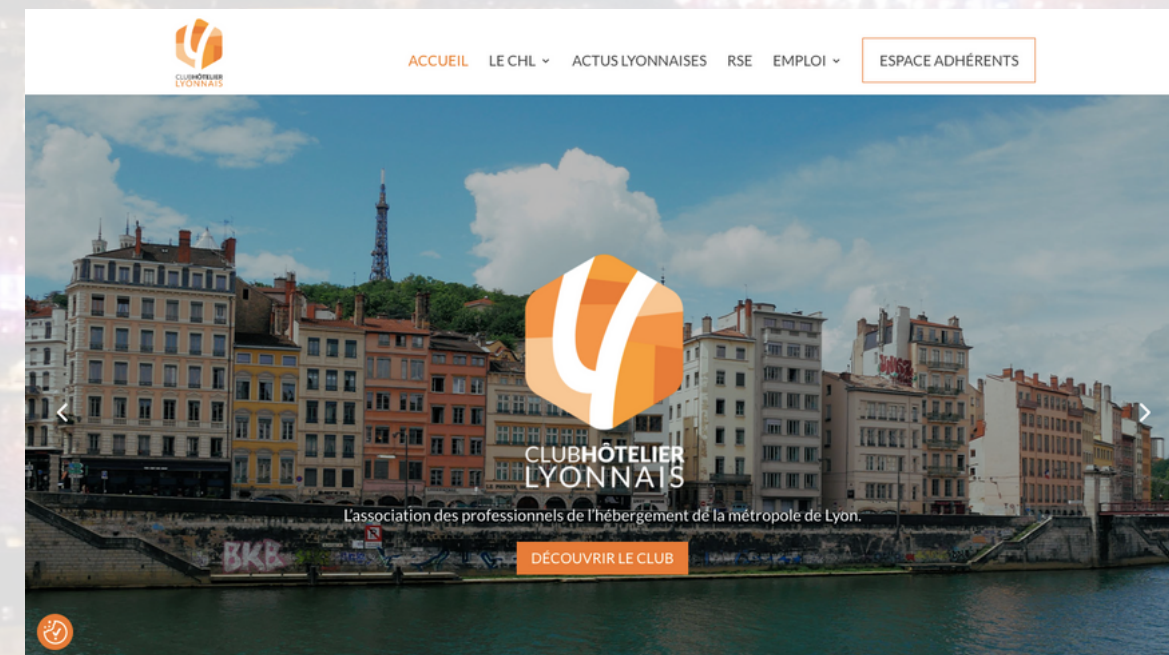 CLUBHÔTELIER
LYONNAIS
ACCUEIL LE CHL ACTUS LYONNAISES RSE EMPLOI ESPACE ADHÉRENTS
CLUBHÔTELIER
LYONNAIS
L'association des professionnels de l'hébergement de la métropole de Lyon.
BKB
DÉCOUVRIR LE CLUB